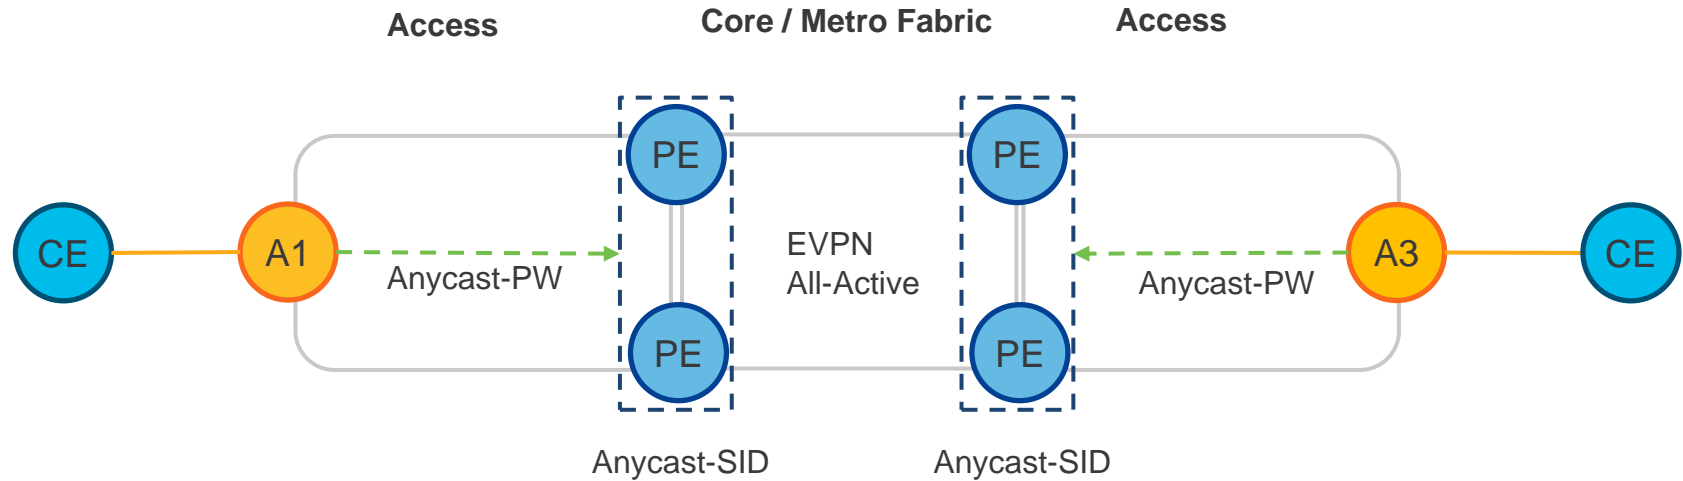 Access
Core / Metro Fabric
Access
PE
PE
CE
A1
Anycast-PW
EVPN
All-Active
Anycast-PW
A3
CE
PE
PE
Anycast-SID
Anycast-SID